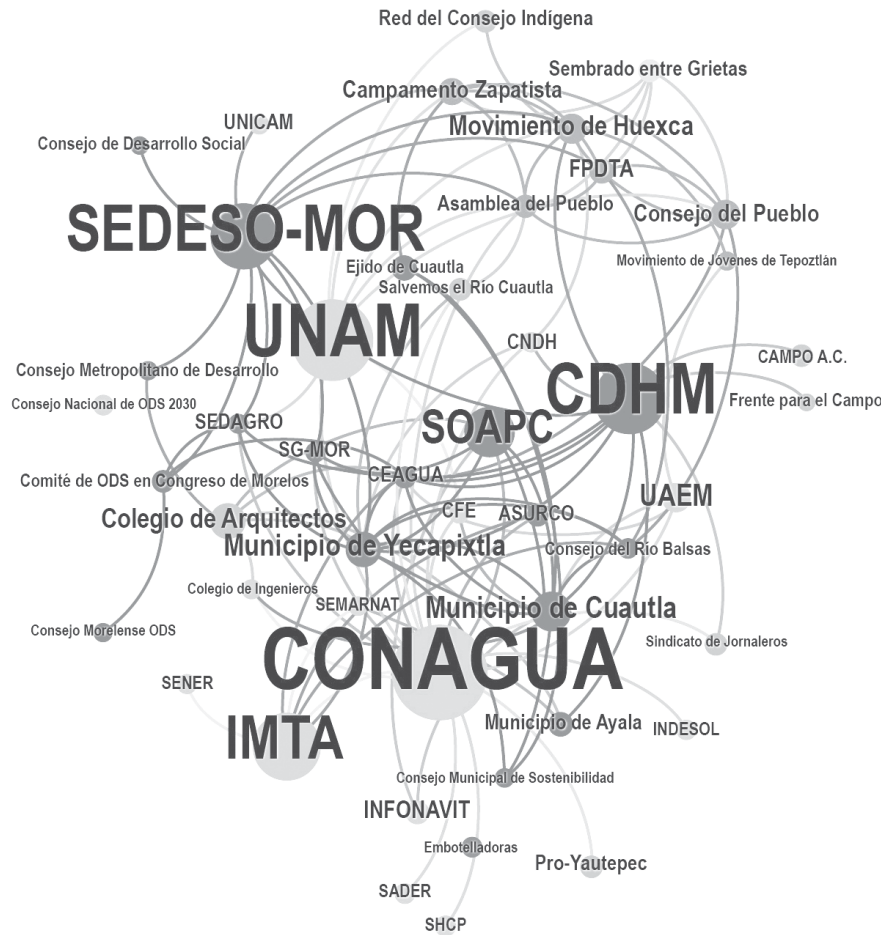 Red del Consejo Indígena
Sembrado entre Grietas
Campamento Zapatista
UNICAM
Movimiento de Huexca
Consejo de Desarrollo Social
FPDTA
Asamblea del Pueblo
Consejo del Pueblo
SEDESO-MOR
Movimiento de Jóvenes de Tepoztlán
Ejido de Cuautla
Salvemos el Río Cuautla
UNAM
CNDH
CAMPO A.C.
Consejo Metropolitano de Desarrollo
CDHM
Frente para el Campo
Consejo Nacional de ODS 2030
SEDAGRO
SOAPC
SG-MOR
CEAGUA
Comité de ODS en Congreso de Morelos
UAEM
CFE
ASURCO
Colegio de Arquitectos
Municipio de Yecapixtla
Consejo del Río Balsas
Colegio de Ingenieros
SEMARNAT
Municipio de Cuautla
Consejo Morelense ODS
Sindicato de Jornaleros
CONAGUA
SENER
Municipio de Ayala
INDESOL
IMTA
Consejo Municipal de Sostenibilidad
INFONAVIT
Embotelladoras
Pro-Yautepec
SADER
SHCP